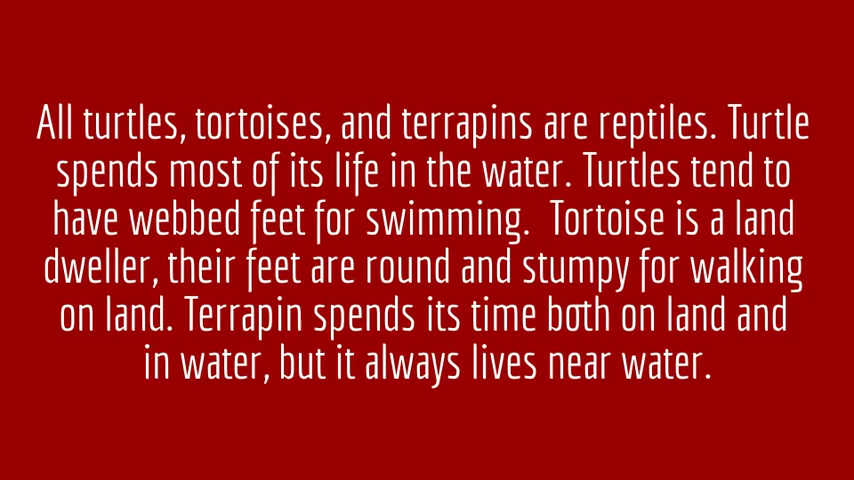 All turtles, tortoises, and terrapins are reptiles. Turtle
spends most of its life in the water. Turtles tend to
have webbed feet for swimming.  Tortoise is a land
dweller, their feet are round and stumpy for walking
on land. Terrapin spends its time both on land and
in water, but it always lives near water.